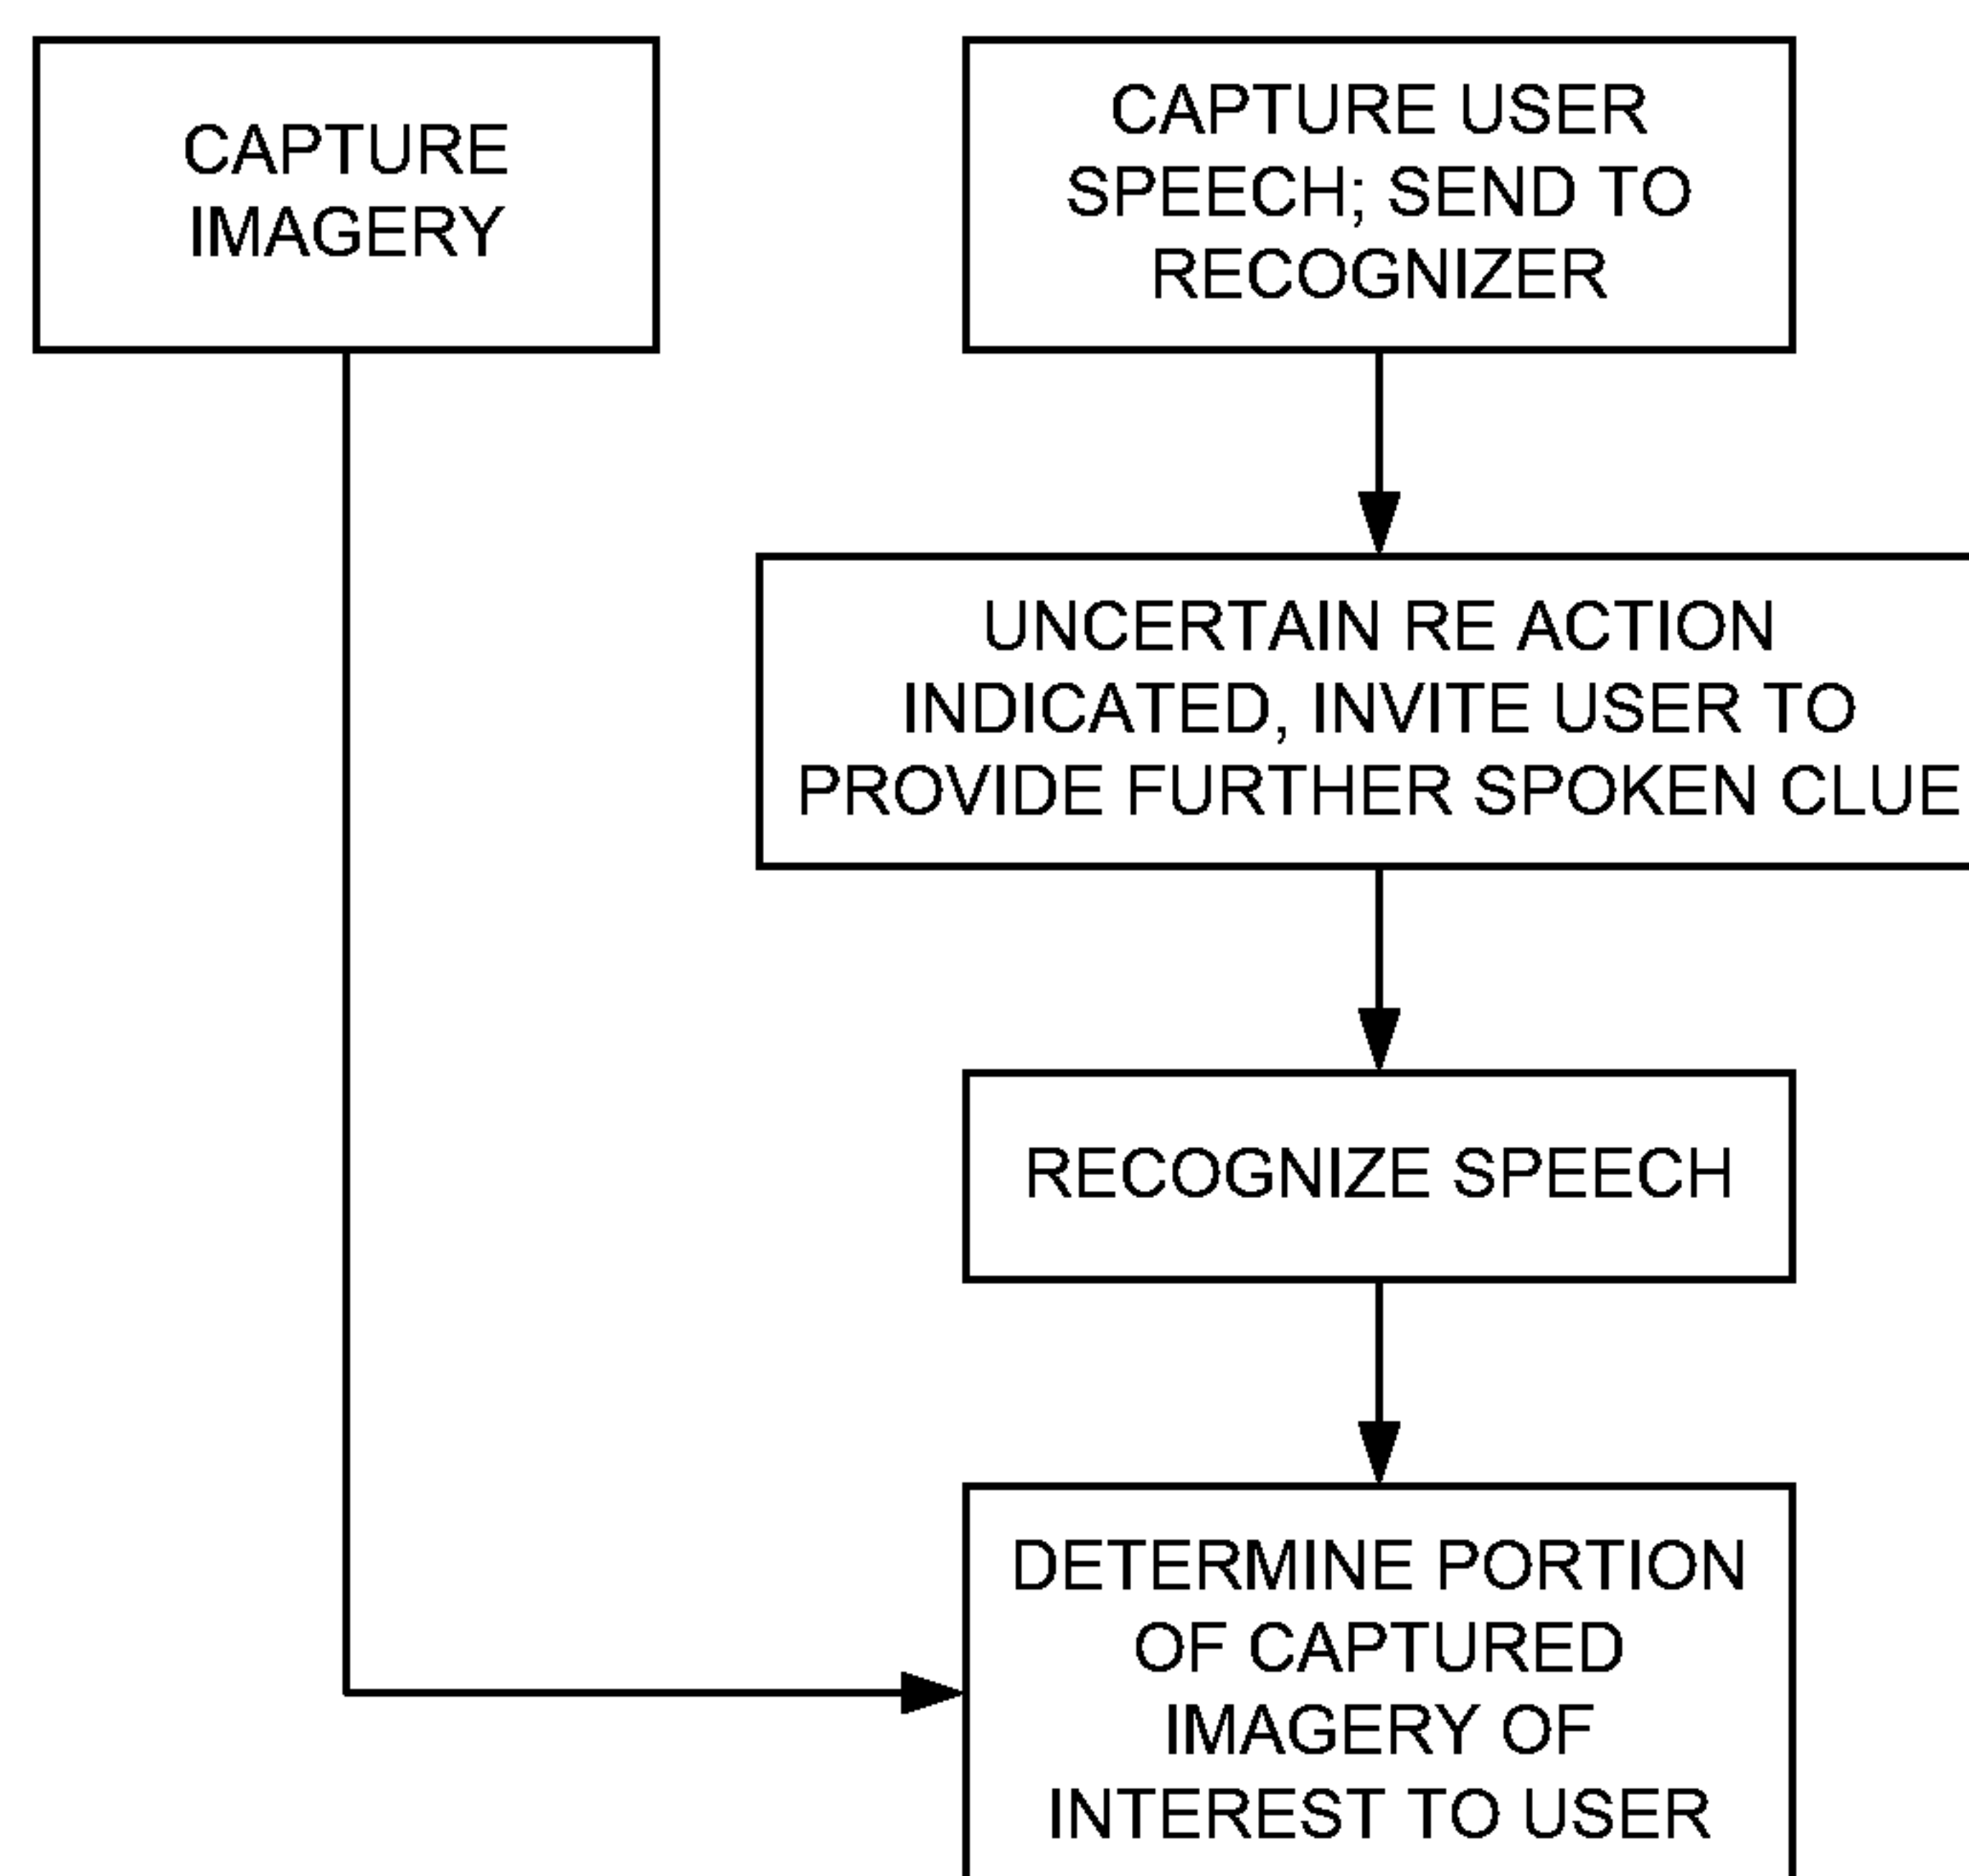 CAPTURE
IMAGERY
CAPTURE USER
SPEECH; SEND TO
RECOGNIZER
UNCERTAIN RE ACTION
INDICATED, INVITE USER TO
PROVIDE FURTHER SPOKEN CLUE
RECOGNIZE SPEECH
DETERMINE PORTION
OF CAPTURED
IMAGERY OF
INTEREST TO USER